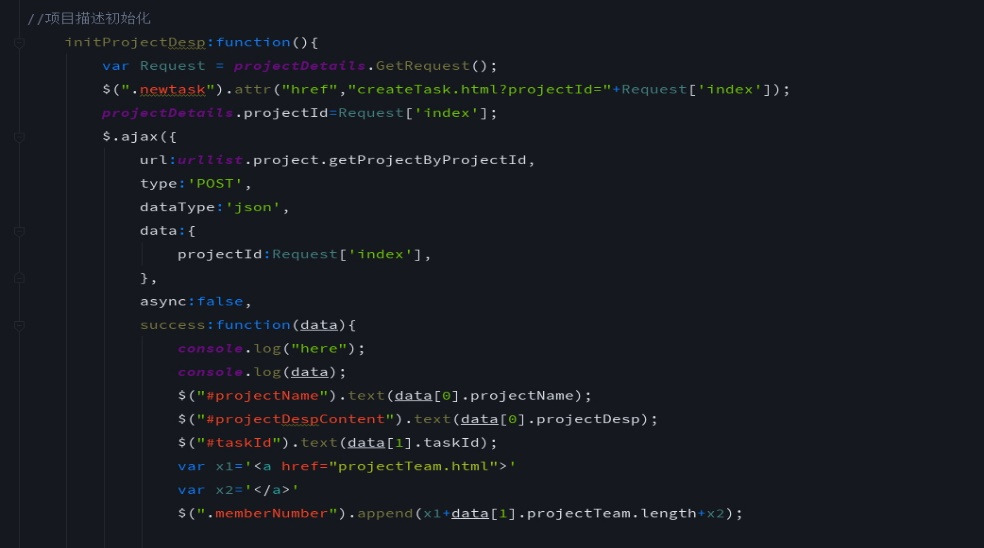 //项目描述初始化
initProjectDesp:function(){
var Request = projectDetails.GetRequest();
$(".newtask").attr("href","createTask.html?projectId="+Request['index']);
projectDetails.projectId=Request['index'];
$.ajax({
url:urllist.project.getProjectByProjectId,
type:'POST',
dataType:'json',
data:{
projectId:Request['index'],
},
async:false,
success:function(data){
console.log("here");
console.log(data);
$("#projectName").text(data[0].projectName);
$("#projectDespContent").text(data[0].projectDesp);
$("#taskId").text(data[1].taskId);
var x1='<a href="projectTeam.html">'
var x2='</a>'
$(".memberNumber").append(x1+data[1].projectTeam.length+x2);